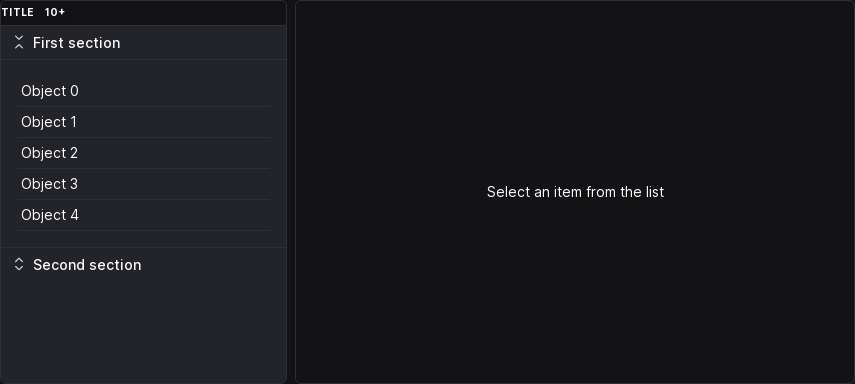 TITLE 10+
First section
Object 0
Object 1
Object 2
Object 3
Object 4
Second section
Select an item from the list